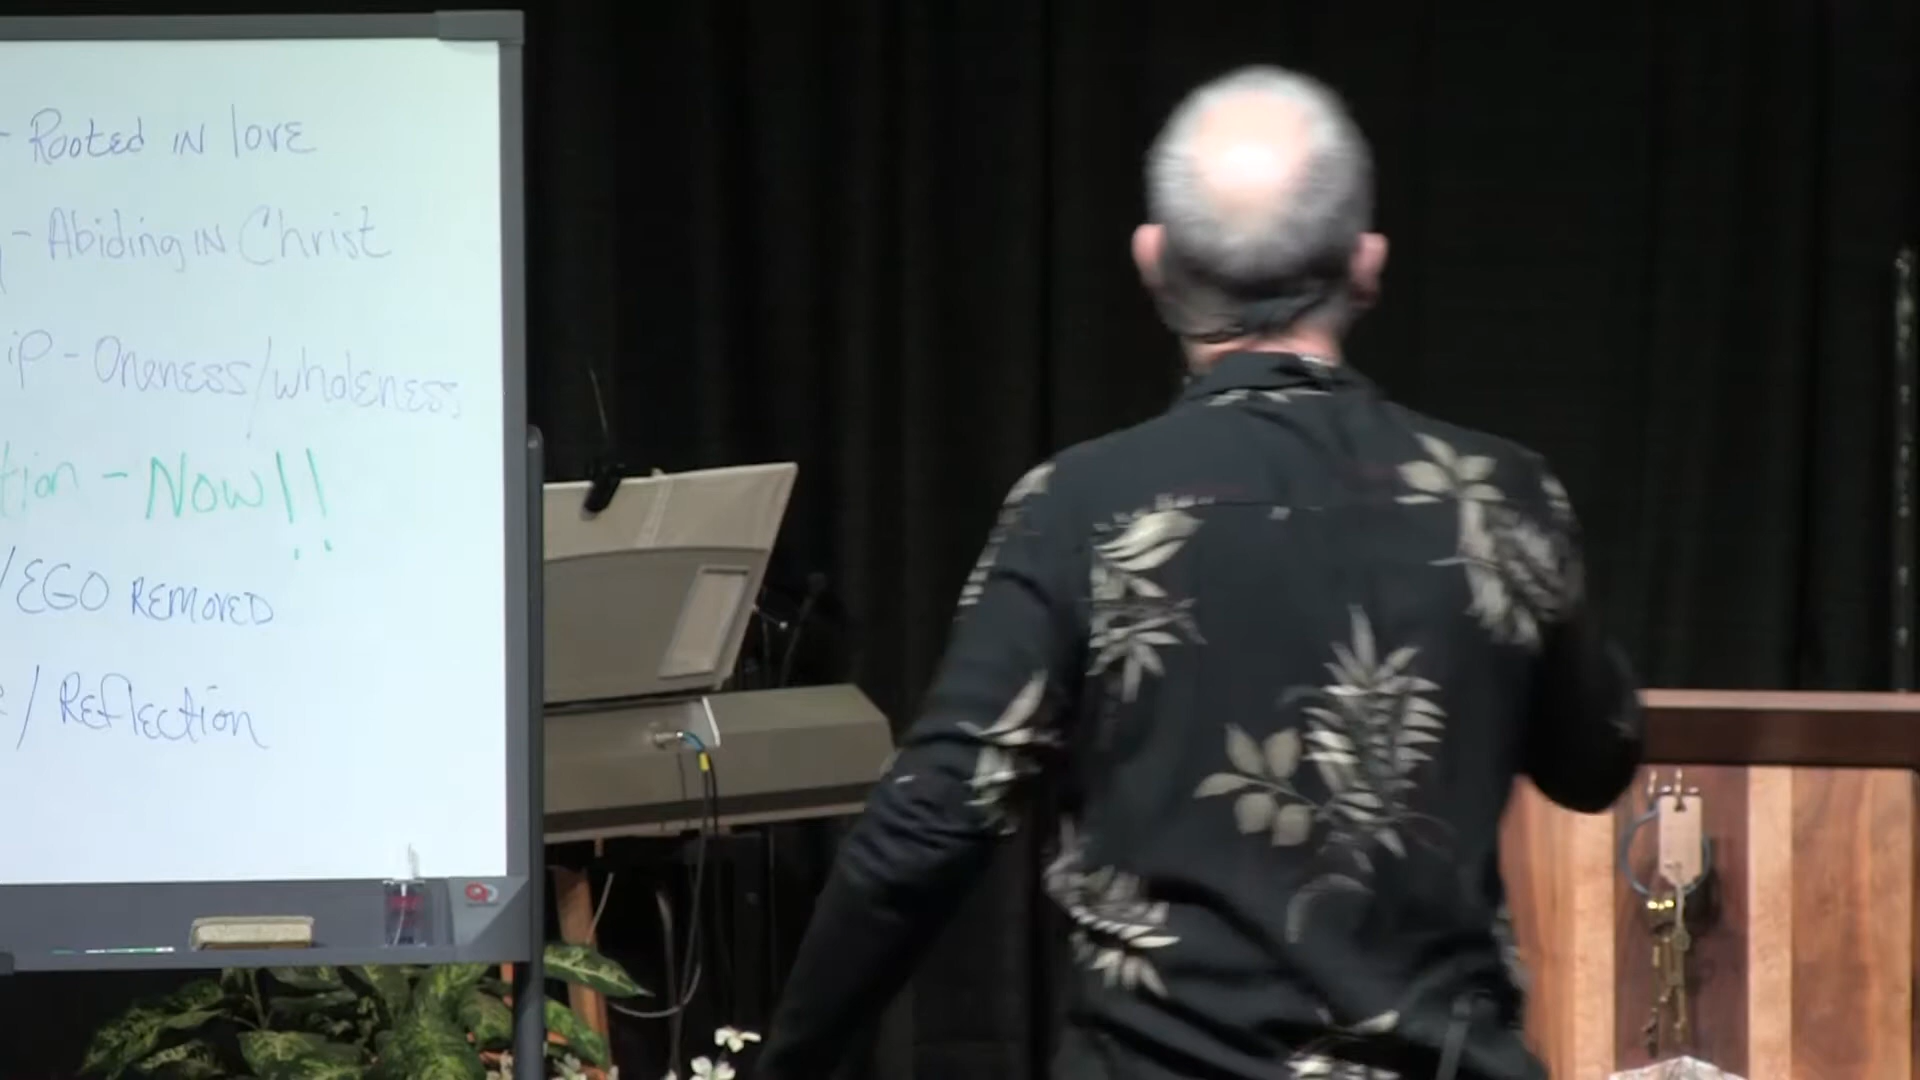 - Rooted IN lovE
- Abiding IN Christ
iP - Oneness/wholeness
tion - Now!!
/EGO REMOVED
/ REflection